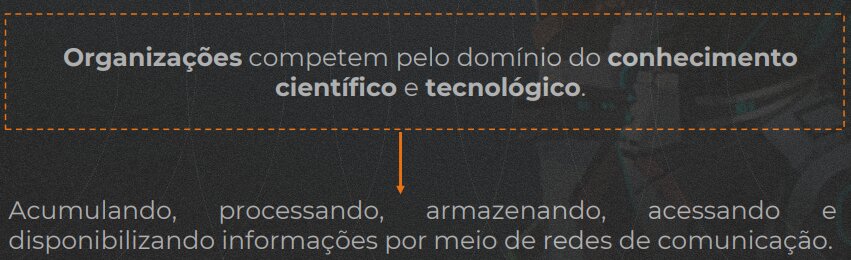 Organizações competem pelo domínio do conhecimento
científico e tecnológico.
Acumulando, processando, armazenando, acessando e
disponibilizando informações por meio de redes de comunicação.